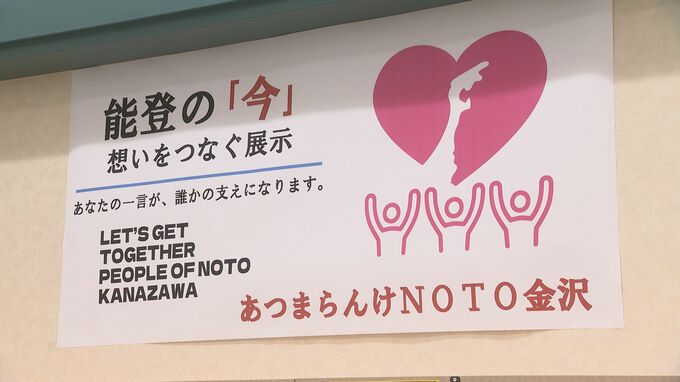 能登の「今」
想いをつなぐ展示
あなたの一言が、誰かの支えになります。
LET'S GET
TOGETHER
PEOPLE OF NOTO
KANAZAWA
あつまらんけNOTO金沢